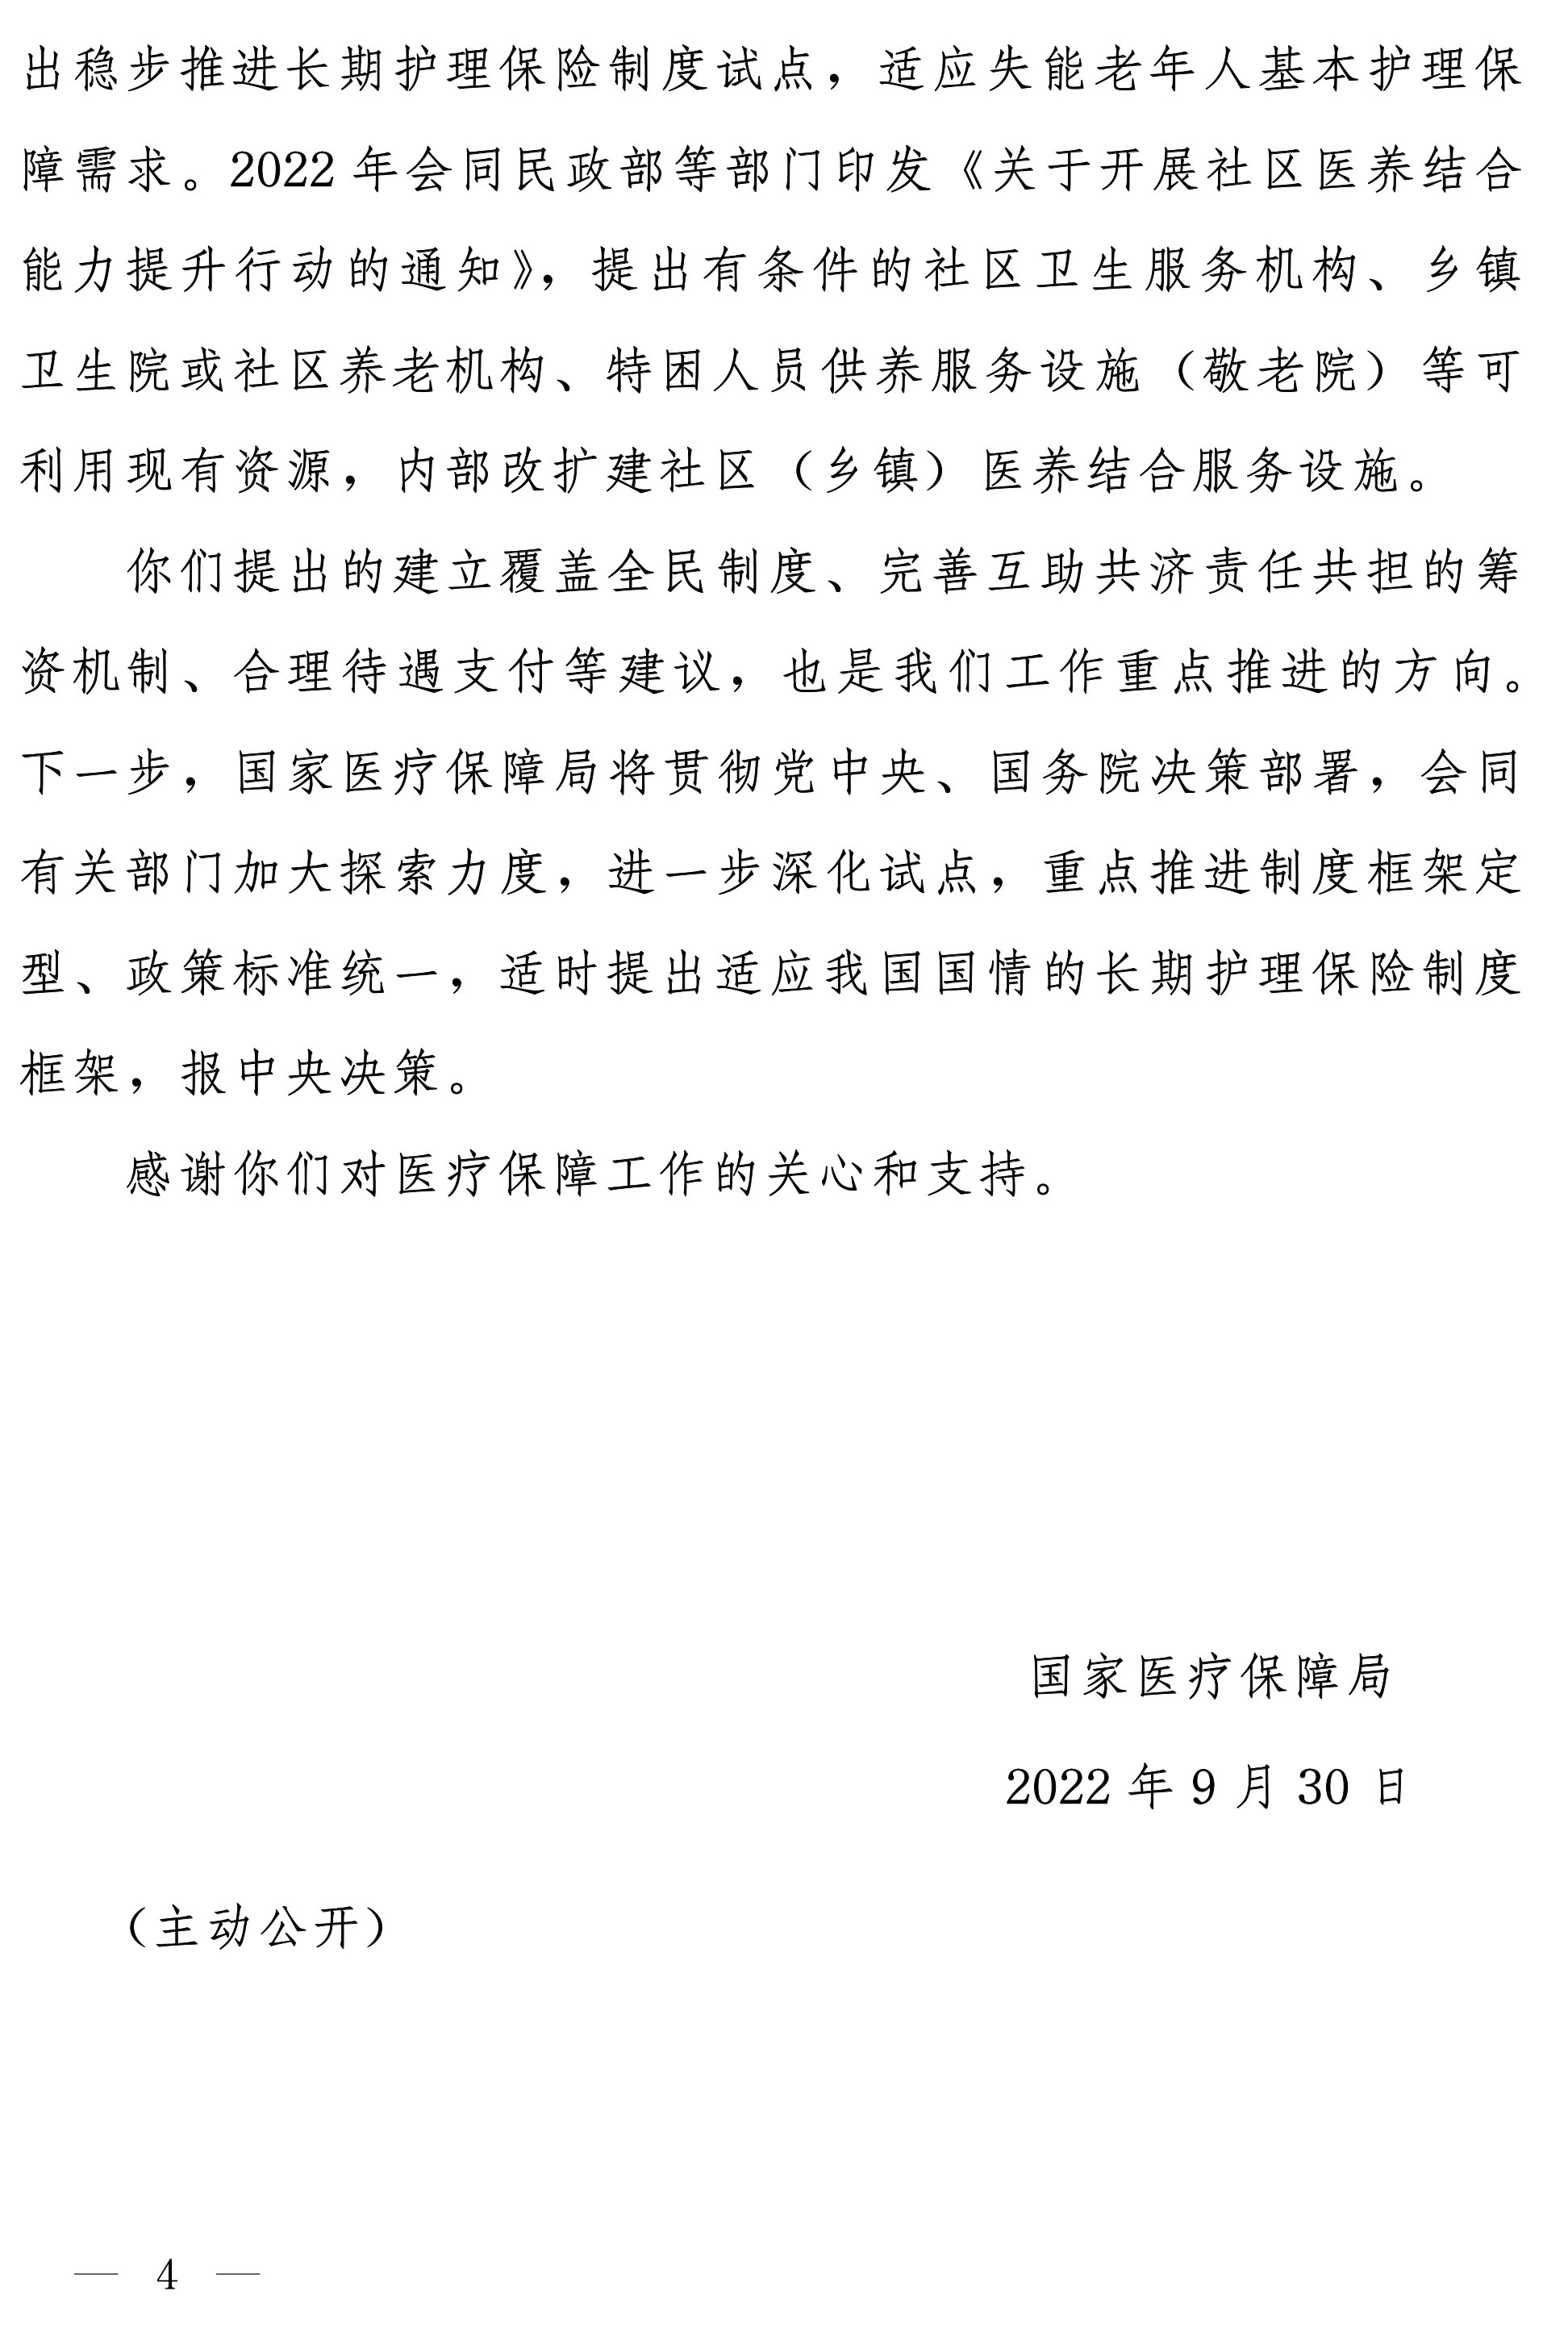 出稳步推进长期护理保险制度试点，适应失能老年人基本护理保
障需求。2022 年会同民政部等部门印发《关于开展社区医养结合
能力提升行动的通知》，提出有条件的社区卫生服务机构、乡镇
卫生院或社区养老机构、特困人员供养服务设施（敬老院）等可
利用现有资源，内部改扩建社区（乡镇）医养结合服务设施。
你们提出的建立覆盖全民制度、完善互助共济责任共担的筹
资机制、合理待遇支付等建议，也是我们工作重点推进的方向。
下一步，国家医疗保障局将贯彻党中央、国务院决策部署，会同
有关部门加大探索力度，进一步深化试点，重点推进制度框架定
型、政策标准统一，适时提出适应我国国情的长期护理保险制度
框架，报中央决策。
感谢你们对医疗保障工作的关心和支持。
国家医疗保障局
2022 年 9 月 30 日
（主动公开）
— 4 —